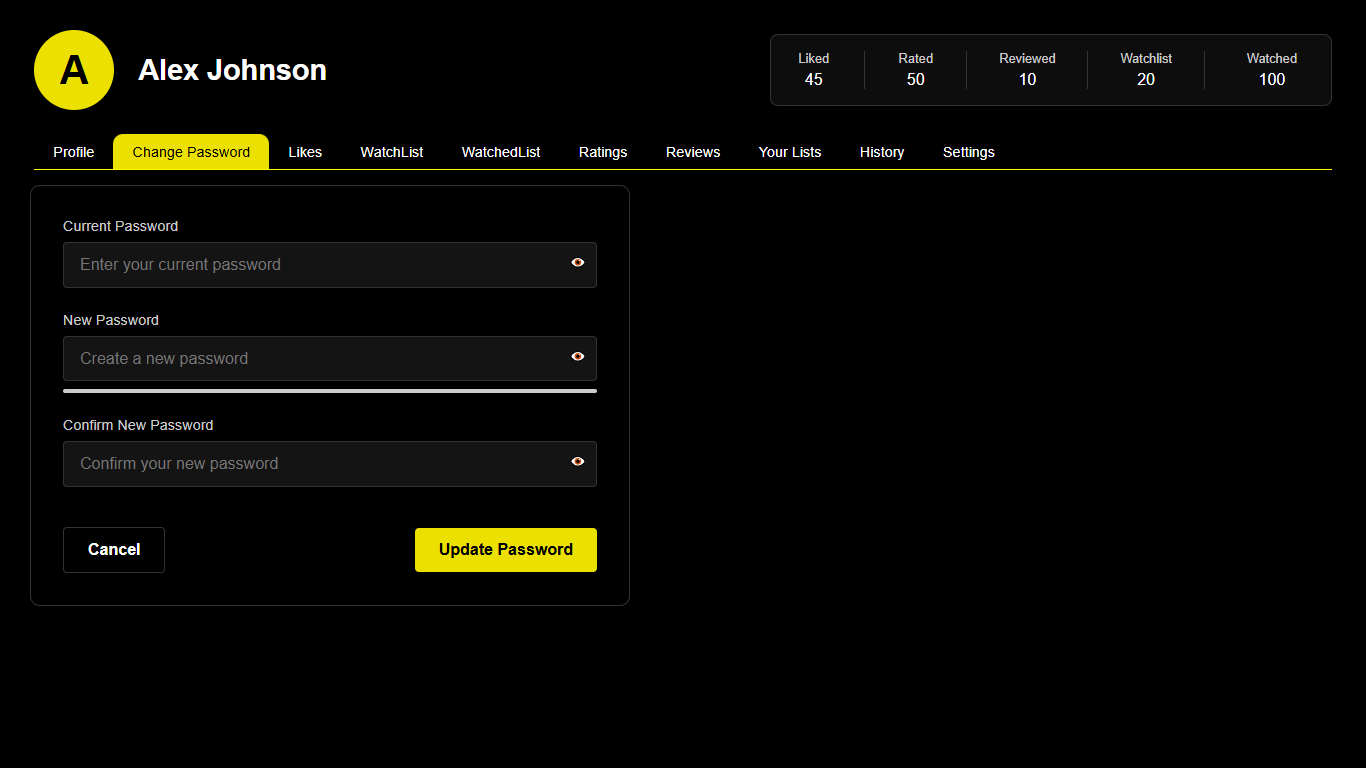 A
Alex Johnson
Liked Rated Reviewed Watchlist Watched
45 50 10 20 100
Profile Change Password Likes WatchList WatchedList Ratings Reviews Your Lists History Settings
Current Password
Enter your current password
New Password
Create a new password
Confirm New Password
Confirm your new password
Cancel Update Password